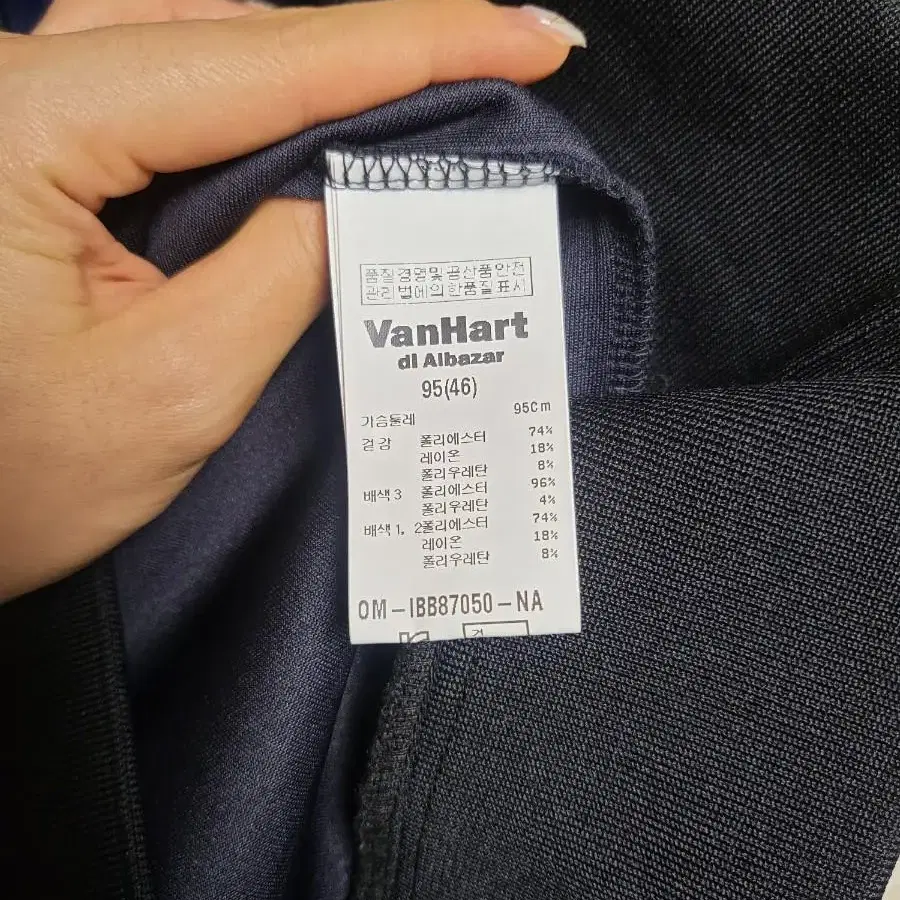 품질경영및공산품안전
관리법에의한품질표시
VanHart
di Albazar
95(46)
가슴둘레 95Cm
겉감 폴리에스터 74%
레이온 18%
폴리우레탄 8%
배색3 폴리에스터 96%
폴리우레탄 4%
배색1, 2폴리에스터 74%
레이온 18%
폴리우레탄 8%
OM-IBB87050-NA